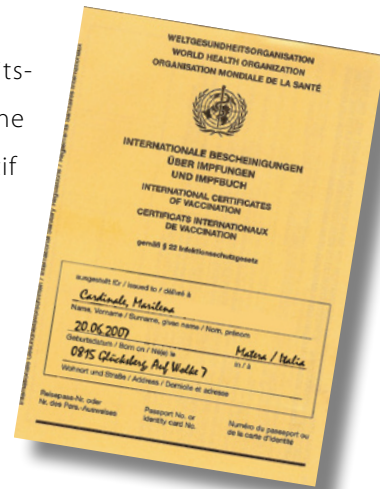 ts-
ne
if
WELTGESUNDHEITSORGANISATION
WORLD HEALTH ORGANIZATION
ORGANISATION MONDIALE DE LA SANTÉ
INTERNATIONALE BESCHEINIGUNGEN
ÜBER IMPFUNGEN
UND IMPFBUCH
INTERNATIONAL CERTIFICATES
OF VACCINATION
CERTIFICATS INTERNATIONAUX
DE VACCINATION
gemäß § 22 Infektionsschutzgesetz
ausgestellt für / issued to / délivré à
Cardinale, Marilena
Name, Vorname / Surname, given name / Nom, prénom
20.06.2007 Matera / Italia
Geburtsdatum / Born on / Né(e) le in / à
0815 Glücksberg, Auf Wolke 7
Wohnort und Straße / Address / Domicile et adresse
Reisepass-Nr. oder Passport No. or Numéro du passeport ou
Nr. des Pers.-Ausweises identity card No. de la carte d'identité